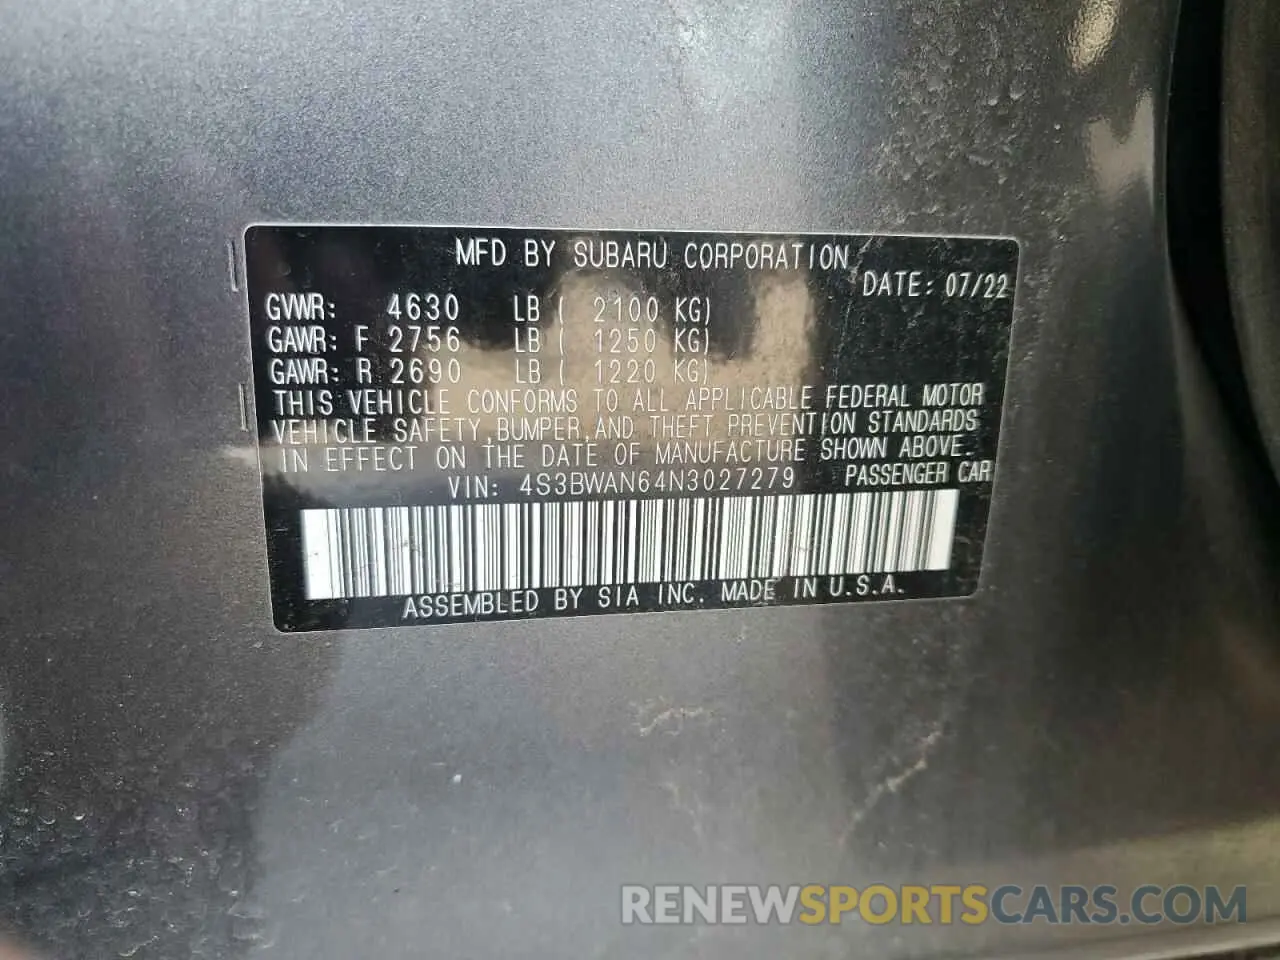 MFD BY SUBARU CORPORATION
DATE: 07/22
GVWR: 4630 LB ( 2100 KG)
GAWR: F 2756 LB ( 1250 KG)
GAWR: R 2690 LB ( 1220 KG)
THIS VEHICLE CONFORMS TO ALL APPLICABLE FEDERAL MOTOR
VEHICLE SAFETY, BUMPER, AND THEFT PREVENTION STANDARDS
IN EFFECT ON THE DATE OF MANUFACTURE SHOWN ABOVE.
VIN: 4S3BWAN64N3027279 PASSENGER CAR
ASSEMBLED BY SIA INC. MADE IN U.S.A.
RENEWSPORTSCARS.COM